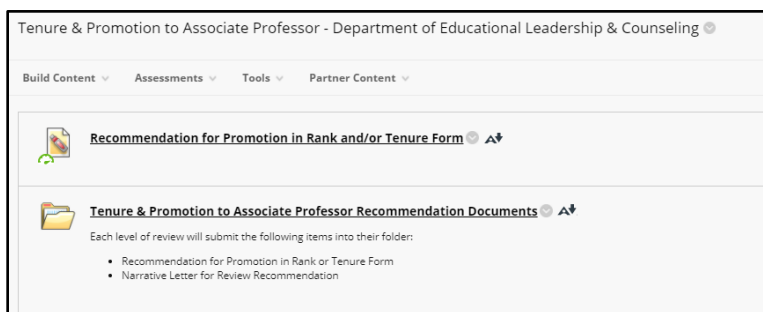 Tenure & Promotion to Associate Professor - Department of Educational Leadership & Counseling
Build Content Assessments Tools Partner Content
Recommendation for Promotion in Rank and/or Tenure Form
Tenure & Promotion to Associate Professor Recommendation Documents
Each level of review will submit the following items into their folder:
• Recommendation for Promotion in Rank or Tenure Form
• Narrative Letter for Review Recommendation